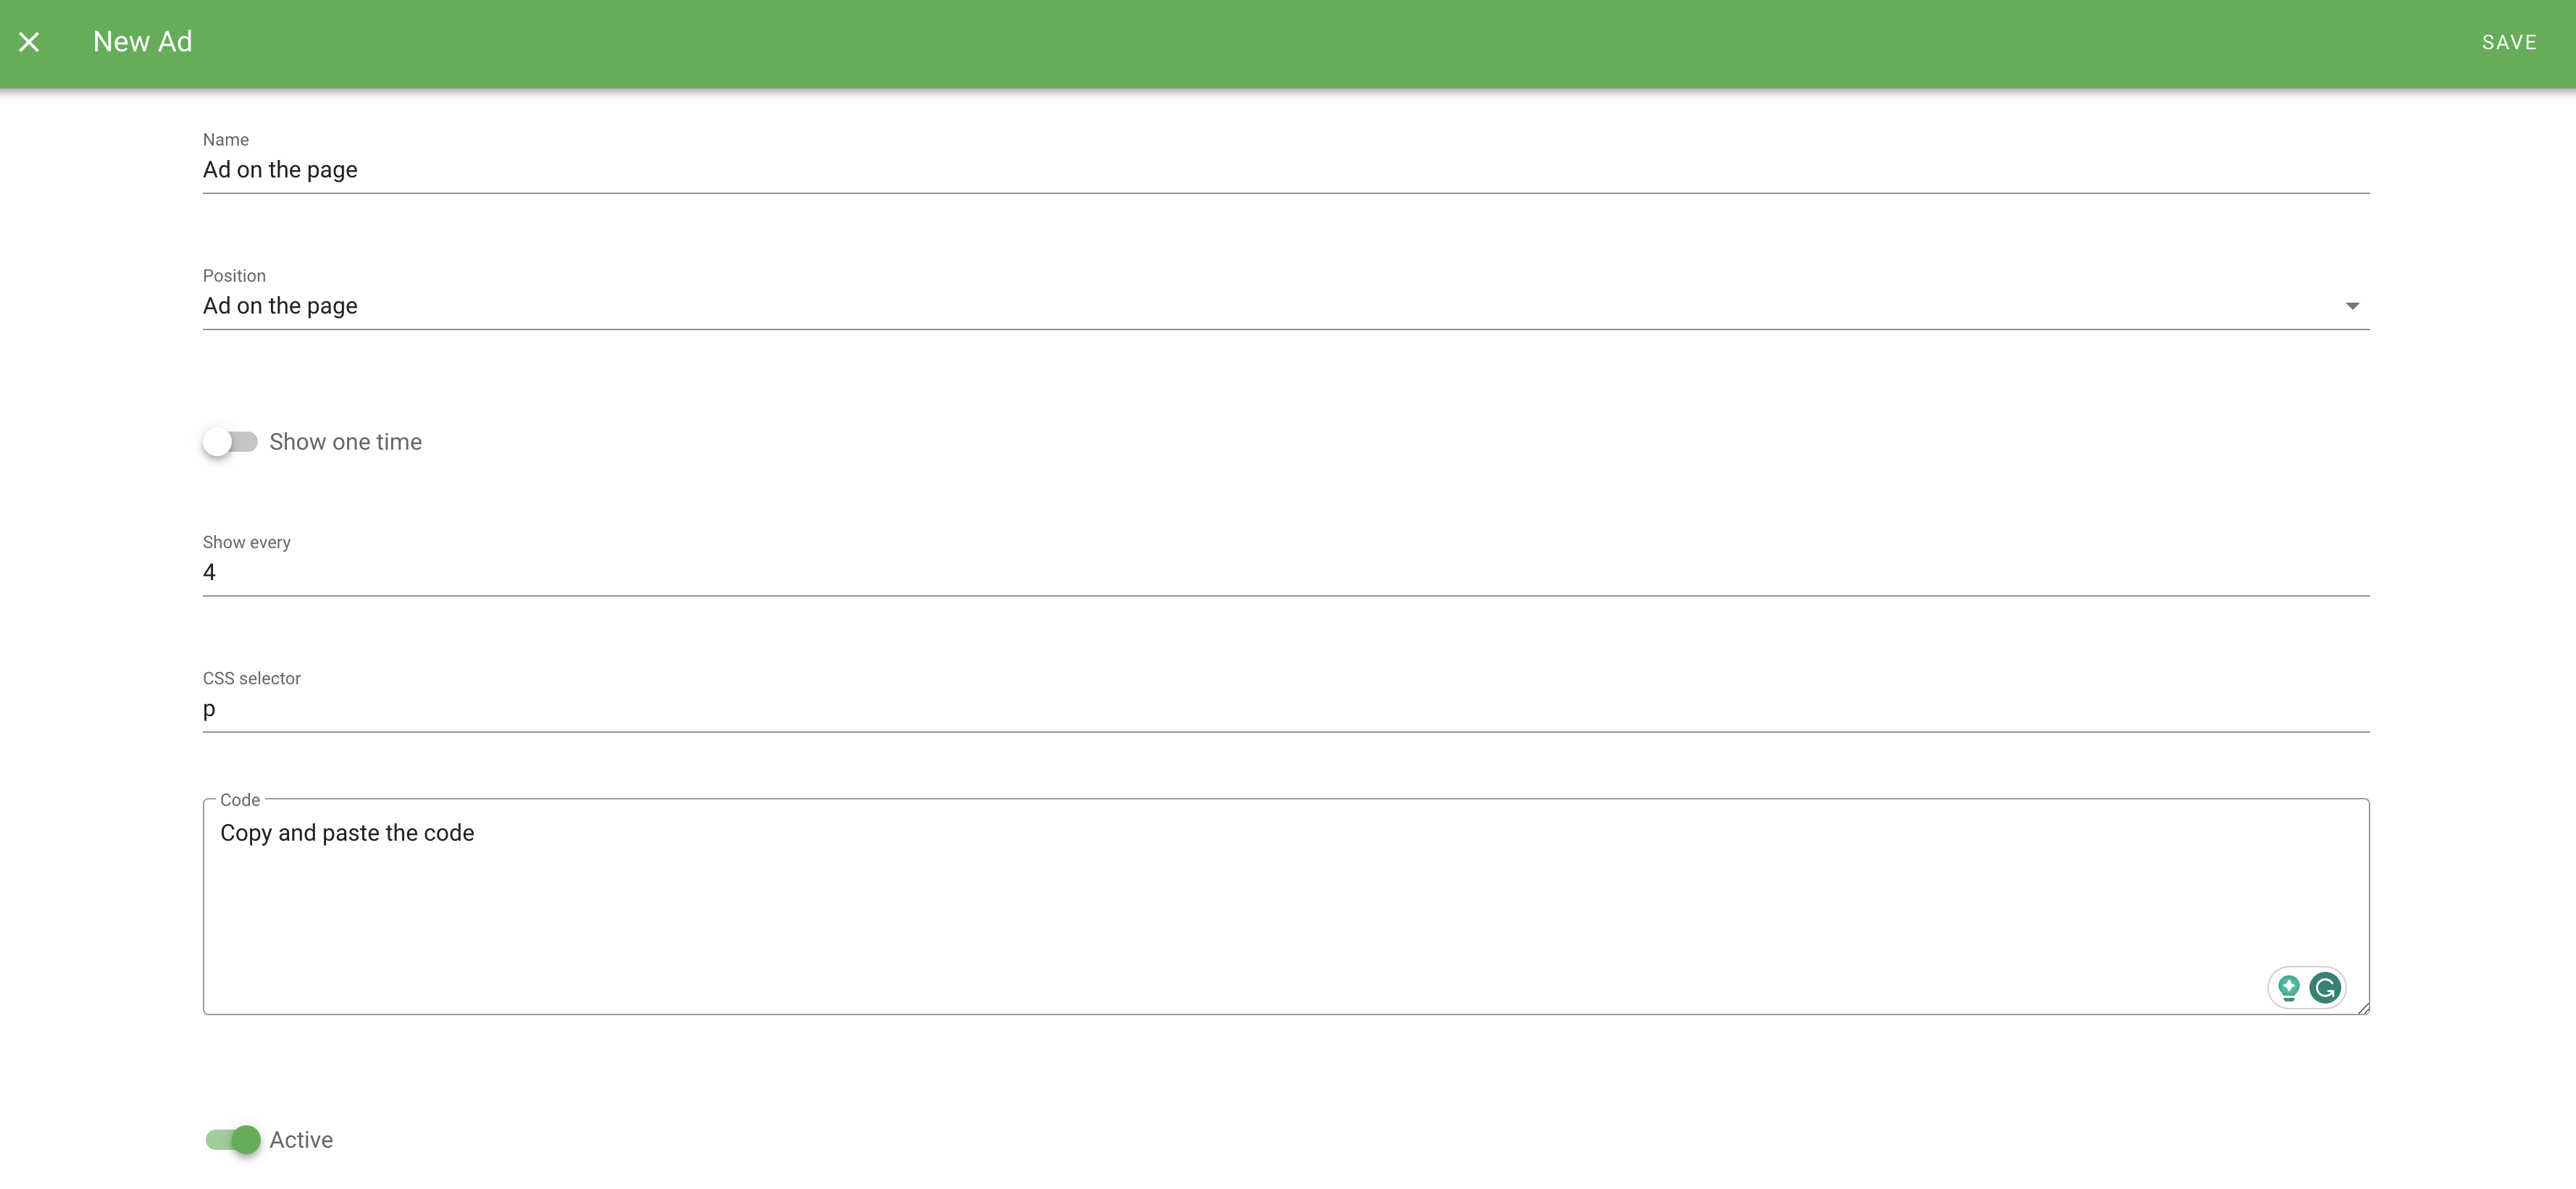 New Ad
SAVE
Name
Ad on the page
Position
Ad on the page
Show one time
Show every
4
CSS selector
p
Code
Copy and paste the code
Active